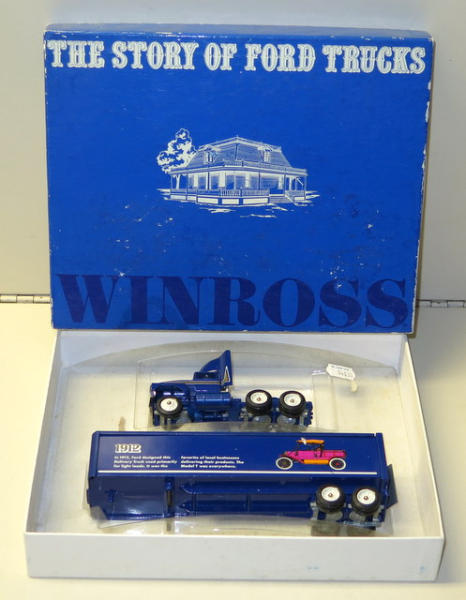 THE STORY OF FORD TRUCKS
WINROSS
1912
In 1912, Ford designed this
Delivery Truck used primarily
for light loads. It was the
favorite of local businesses
delivering their products. The
Model T was everywhere.